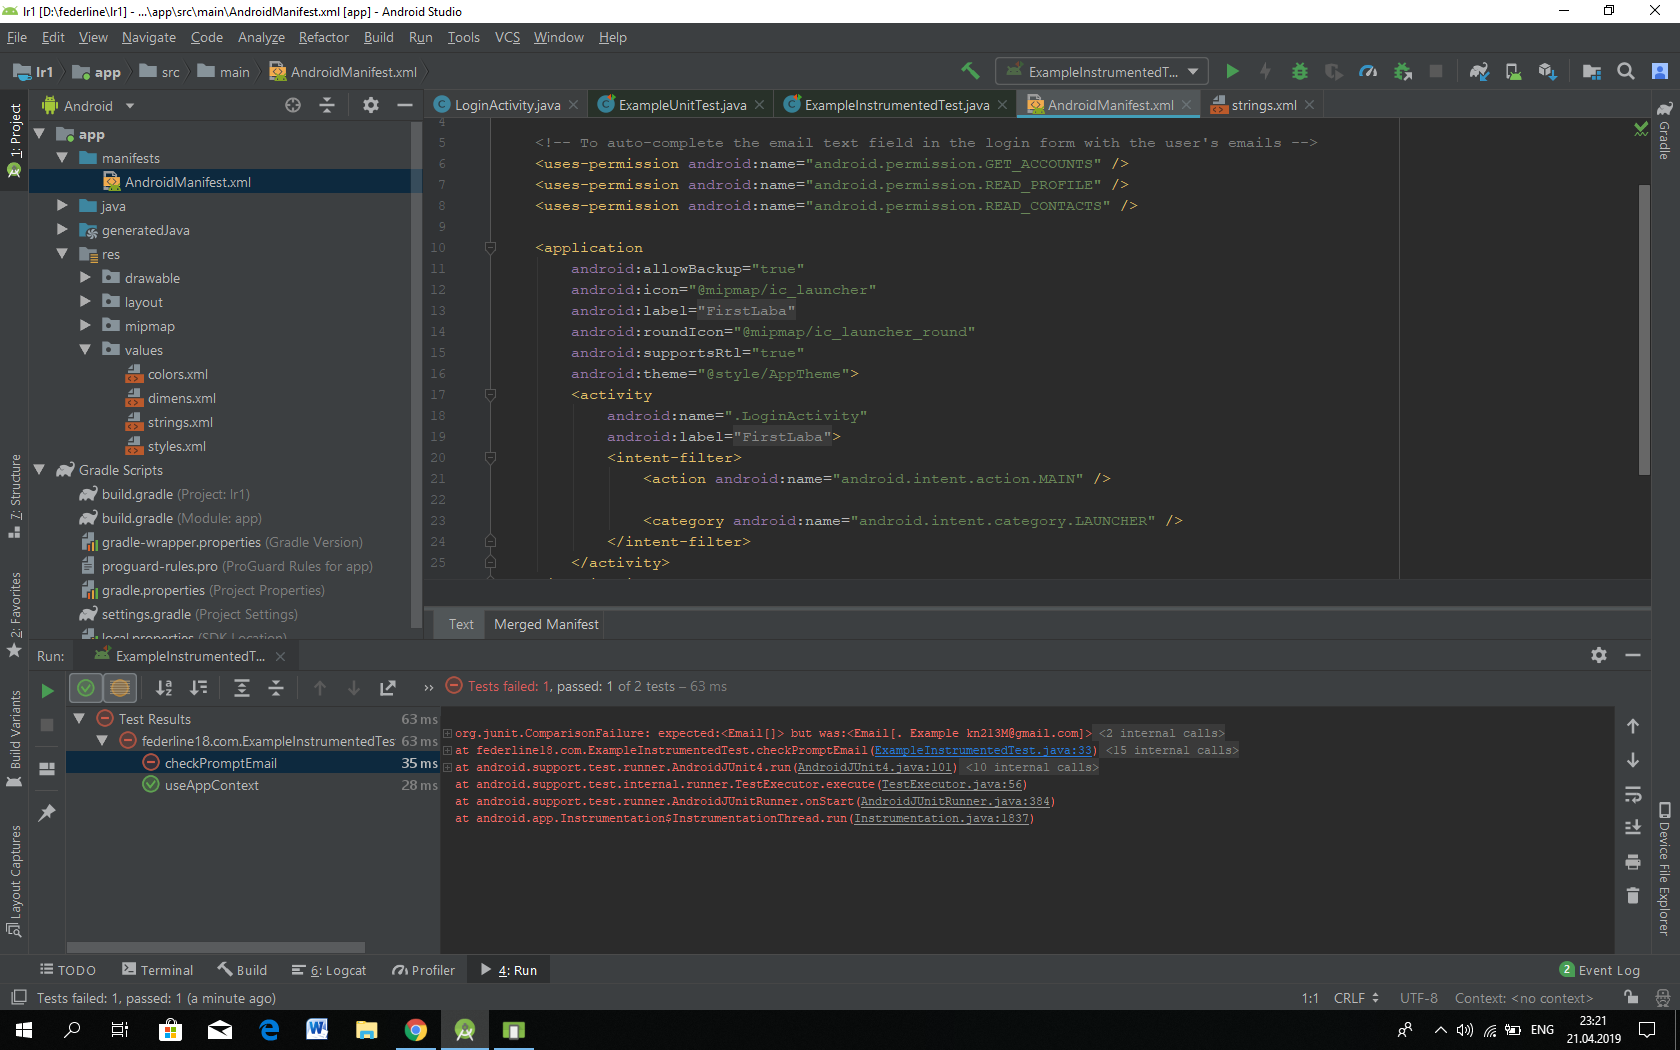 lr1 [D:\federline\lr1] - ...\app\src\main\AndroidManifest.xml [app] - Android Studio
File Edit View Navigate Code Analyze Refactor Build Run Tools VCS Window Help
lr1 app src main AndroidManifest.xml ExampleInstrumentedT...
Android LoginActivity.java ExampleUnitTest.java ExampleInstrumentedTest.java AndroidManifest.xml strings.xml
1: Project
7: Structure
2: Favorites
Build Variants
Layout Captures
app
manifests
AndroidManifest.xml
java
generatedJava
res
drawable
layout
mipmap
values
colors.xml
dimens.xml
strings.xml
styles.xml
Gradle Scripts
build.gradle (Project: lr1)
build.gradle (Module: app)
gradle-wrapper.properties (Gradle Version)
proguard-rules.pro (ProGuard Rules for app)
gradle.properties (Project Properties)
settings.gradle (Project Settings)
local.properties (SDK Location)
4
5 <!-- To auto-complete the email text field in the login form with the user's emails -->
6 <uses-permission android:name="android.permission.GET_ACCOUNTS" />
7 <uses-permission android:name="android.permission.READ_PROFILE" />
8 <uses-permission android:name="android.permission.READ_CONTACTS" />
9
10 <application
11 android:allowBackup="true"
12 android:icon="@mipmap/ic_launcher"
13 android:label="FirstLaba"
14 android:roundIcon="@mipmap/ic_launcher_round"
15 android:supportsRtl="true"
16 android:theme="@style/AppTheme">
17 <activity
18 android:name=".LoginActivity"
19 android:label="FirstLaba">
20 <intent-filter>
21 <action android:name="android.intent.action.MAIN" />
22
23 <category android:name="android.intent.category.LAUNCHER" />
24 </intent-filter>
25 </activity>
Text Merged Manifest
Gradle
Device File Explorer
Run: ExampleInstrumentedT...
Tests failed: 1, passed: 1 of 2 tests – 63 ms
Test Results 63 ms
federline18.com.ExampleInstrumentedTes 63 ms
checkPromptEmail 35 ms
useAppContext 28 ms
org.junit.ComparisonFailure: expected:<Email[]> but was:<Email[. Example kn213M@gmail.com]> <2 internal calls>
at federline18.com.ExampleInstrumentedTest.checkPromptEmail(ExampleInstrumentedTest.java:33) <15 internal calls>
at android.support.test.runner.AndroidJUnit4.run(AndroidJUnit4.java:101) <10 internal calls>
at android.support.test.internal.runner.TestExecutor.execute(TestExecutor.java:56)
at android.support.test.runner.AndroidJUnitRunner.onStart(AndroidJUnitRunner.java:384)
at android.app.Instrumentation$InstrumentationThread.run(Instrumentation.java:1837)
TODO Terminal Build 6: Logcat Profiler 4: Run 2 Event Log
Tests failed: 1, passed: 1 (a minute ago) 1:1 CRLF UTF-8 Context: <no context>
ENG 23:21
21.04.2019